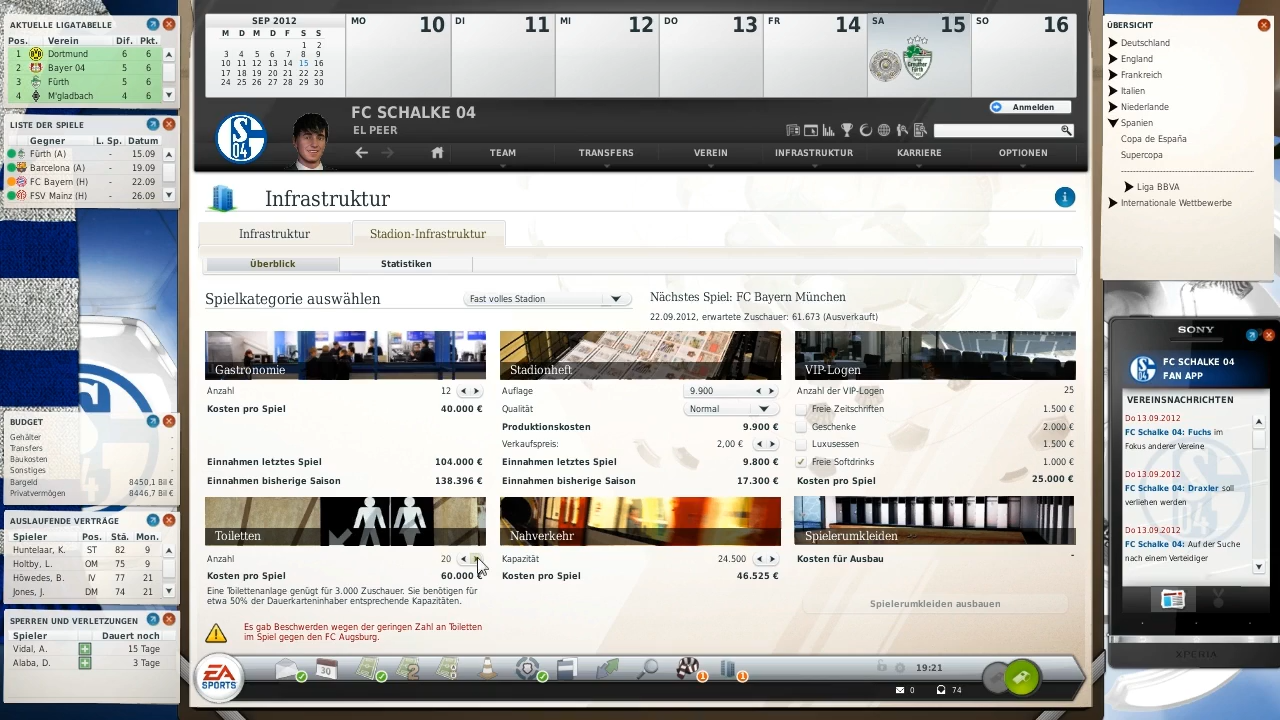 AKTUELLE LIGATABELLE
Pos. Verein Dif. Pkt.
1 Dortmund 6 6
2 Bayer 04 5 6
3 Fürth 5 6
4 M'gladbach 4 6
LISTE DER SPIELE
Gegner L. Sp. Datum
Fürth (A) - 15.09
Barcelona (A) - 19.09
FC Bayern (H) - 22.09
FSV Mainz (H) - 26.09
BUDGET
Gehälter -
Transfers -
Baukosten -
Sonstiges -
Bargeld 8450,1 Bil €
Privatvermögen 8446,7 Bil €
AUSLAUFENDE VERTRÄGE
Spieler Pos. Stä. Mon.
Huntelaar, K. ST 82 9
Holtby, L. OM 75 9
Höwedes, B. IV 77 21
Jones, J. DM 74 21
SPERREN UND VERLETZUNGEN
Spieler Dauert noch
Vidal, A. 15 Tage
Alaba, D. 3 Tage
SEP 2012
M D M D F S S
1 2
3 4 5 6 7 8 9
10 11 12 13 14 15 16
17 18 19 20 21 22 23
24 25 26 27 28 29 30
MO 10 DI 11 MI 12 DO 13 FR 14 SA 15 SO 16
FC SCHALKE 04
EL PEER
Anmelden
TEAM TRANSFERS VEREIN INFRASTRUKTUR KARRIERE OPTIONEN
Infrastruktur
Infrastruktur Stadion-Infrastruktur
Überblick Statistiken
Spielkategorie auswählen Fast volles Stadion
Nächstes Spiel: FC Bayern München
22.09.2012, erwartete Zuschauer: 61.673 (Ausverkauft)
Gastronomie
Anzahl 12
Kosten pro Spiel 40.000 €
Einnahmen letztes Spiel 104.000 €
Einnahmen bisherige Saison 138.396 €
Stadionheft
Auflage 9.900
Qualität Normal
Produktionskosten 9.900 €
Verkaufspreis: 2,00 €
Einnahmen letztes Spiel 9.800 €
Einnahmen bisherige Saison 17.300 €
VIP-Logen
Anzahl der VIP-Logen 25
Freie Zeitschriften 1.500 €
Geschenke 2.000 €
Luxusessen 1.500 €
Freie Softdrinks 1.000 €
Kosten pro Spiel 25.000 €
Toiletten
Anzahl 20
Kosten pro Spiel 60.000 €
Eine Toilettenanlage genügt für 3.000 Zuschauer. Sie benötigen für
etwa 50% der Dauerkarteninhaber entsprechende Kapazitäten.
Es gab Beschwerden wegen der geringen Zahl an Toiletten
im Spiel gegen den FC Augsburg.
Nahverkehr
Kapazität 24.500
Kosten pro Spiel 46.525 €
Spielerumkleiden
Kosten für Ausbau -
Spielerumkleiden ausbauen
EA
SPORTS
30
2
1
1
19:21
0 74
ÜBERSICHT
Deutschland
England
Frankreich
Italien
Niederlande
Spanien
Copa de España
Supercopa
Liga BBVA
Internationale Wettbewerbe
SONY
FC SCHALKE 04
FAN APP
VEREINSNACHRICHTEN
Do 13.09.2012
FC Schalke 04: Fuchs im
Fokus anderer Vereine
Do 13.09.2012
FC Schalke 04: Draxler soll
verliehen werden
Do 13.09.2012
FC Schalke 04: Auf der Suche
nach einem Verteidiger
XPERIA